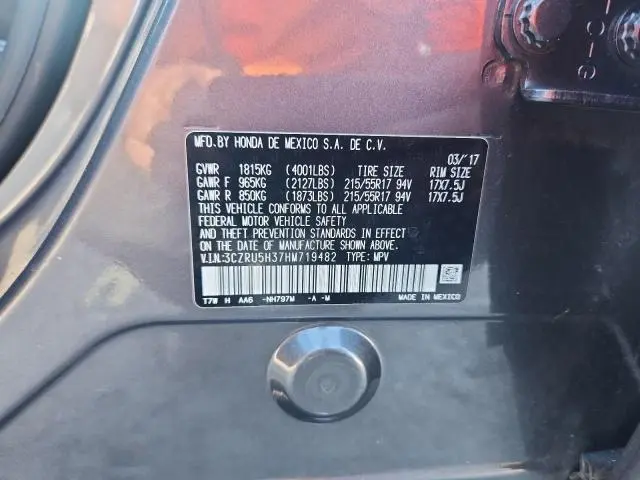 MFD.BY HONDA DE MEXICO S.A. DE C.V.
03/'17
GVWR 1815KG (4001LBS) TIRE SIZE RIM SIZE
GAWR F 965KG (2127LBS) 215/55R17 94V 17X7.5J
GAWR R 850KG (1873LBS) 215/55R17 94V 17X7.5J
THIS VEHICLE CONFORMS TO ALL APPLICABLE
FEDERAL MOTOR VEHICLE SAFETY
AND THEFT PREVENTION STANDARDS IN EFFECT
ON THE DATE OF MANUFACTURE SHOWN ABOVE.
V.I.N:3CZRU5H37HM719482 TYPE: MPV
T7W H AA6 -NH797M -A -M MADE IN MEXICO